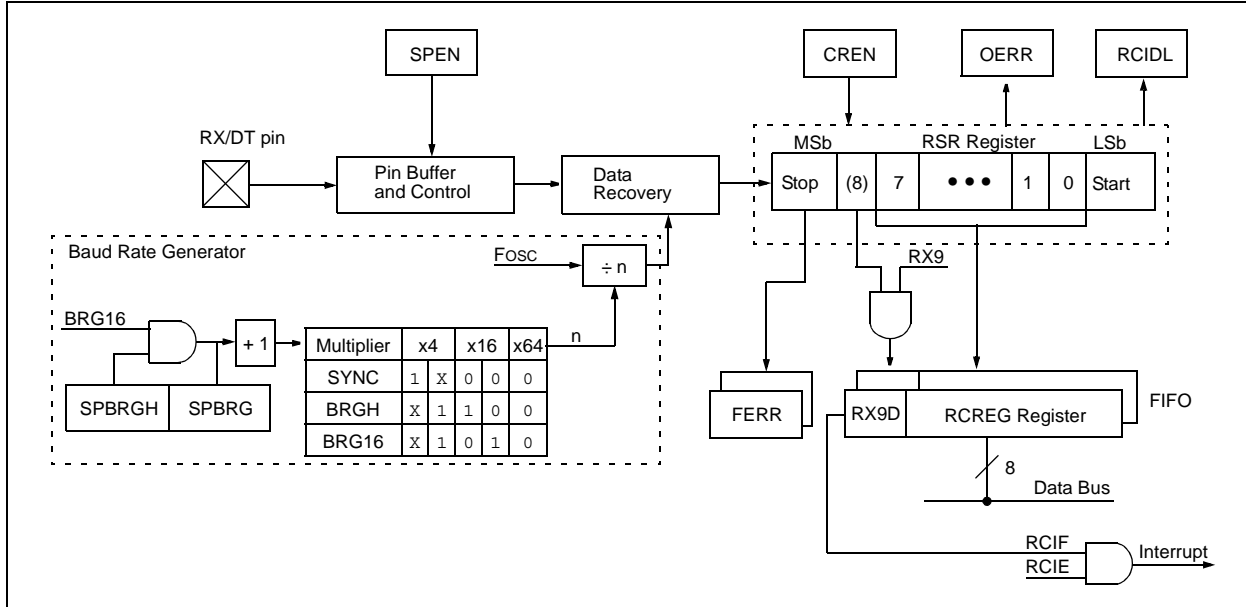 SPEN
CREN
OERR
RCIDL
RX/DT pin
Pin Buffer
and Control
Data
Recovery
MSb
RSR Register
LSb
Stop (8) 7 ••• 1 0 Start
Baud Rate Generator
FOSC
÷ n
RX9
BRG16
+ 1
n
SPBRGH SPBRG
Multiplier x4 x16 x64
SYNC 1 X 0 0 0
BRGH X 1 1 0 0
BRG16 X 1 0 1 0
FERR
RX9D RCREG Register
FIFO
8
Data Bus
RCIF
RCIE
Interrupt